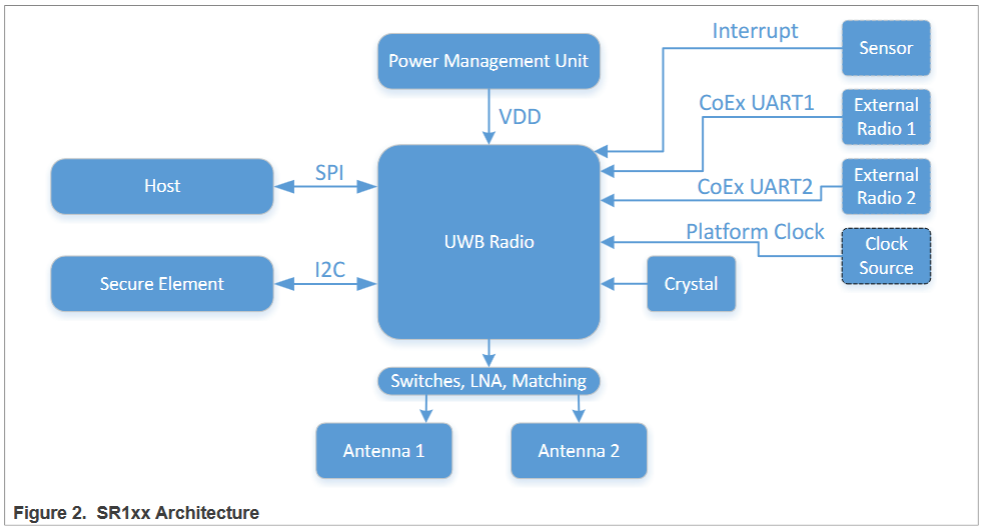 Interrupt
Sensor
Power Management Unit
CoEx UART1
External
Radio 1
VDD
SPI
Host
CoEx UART2
External
Radio 2
UWB Radio
Platform Clock
Clock
Source
I2C
Secure Element
Crystal
Switches, LNA, Matching
Antenna 1
Antenna 2
Figure 2. SR1xx Architecture